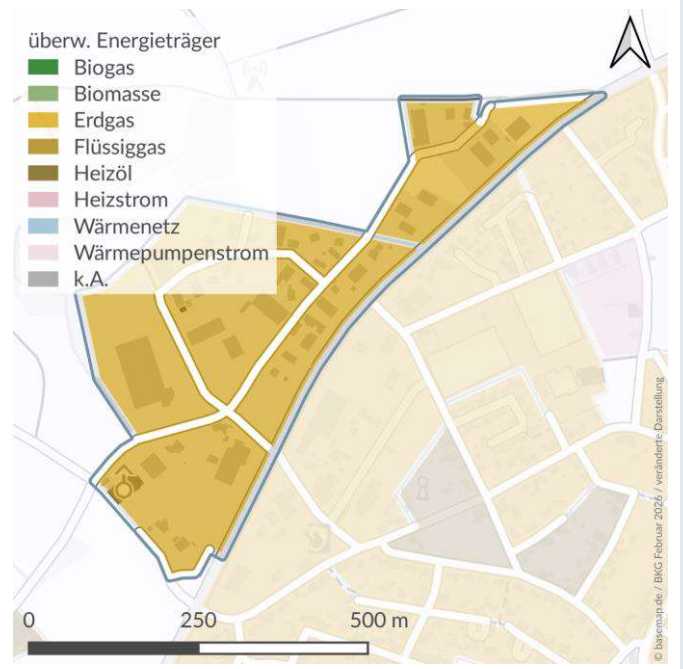 überw. Energieträger
Biogas
Biomasse
Erdgas
Flüssiggas
Heizöl
Heizstrom
Wärmenetz
Wärmepumpenstrom
k.A.
0 250 500 m
© basemap.de / BKG Februar 2026 / veränderte Darstellung